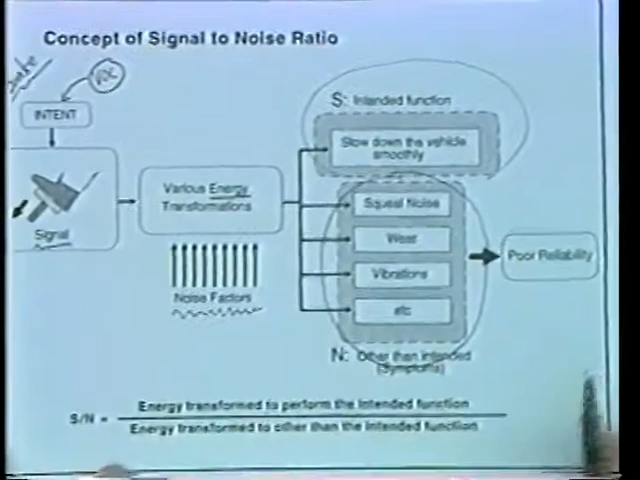 Concept of Signal to Noise Ratio
brake
VOC
INTENT
Signal
Various Energy
Transformations
Noise Factors
S: Intended function
Slow down the vehicle
smoothly
Squeal Noise
Wear
Vibrations
etc
N: Other than Intended
(Symptoms)
Poor Reliability
S/N =
Energy transformed to perform the intended function
Energy transformed to other than the intended function